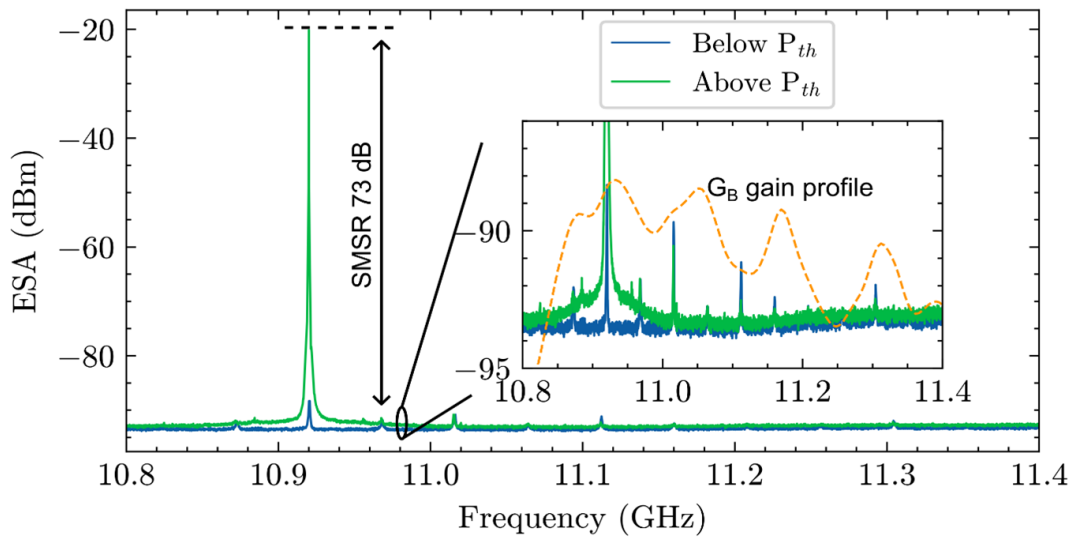 −20
−40
−60
−80
ESA (dBm)
10.8
10.9
11.0
11.1
11.2
11.3
11.4
Frequency (GHz)
SMSR 73 dB
Below P_th
Above P_th
G_B gain profile
−90
−95
10.8
11.0
11.2
11.4